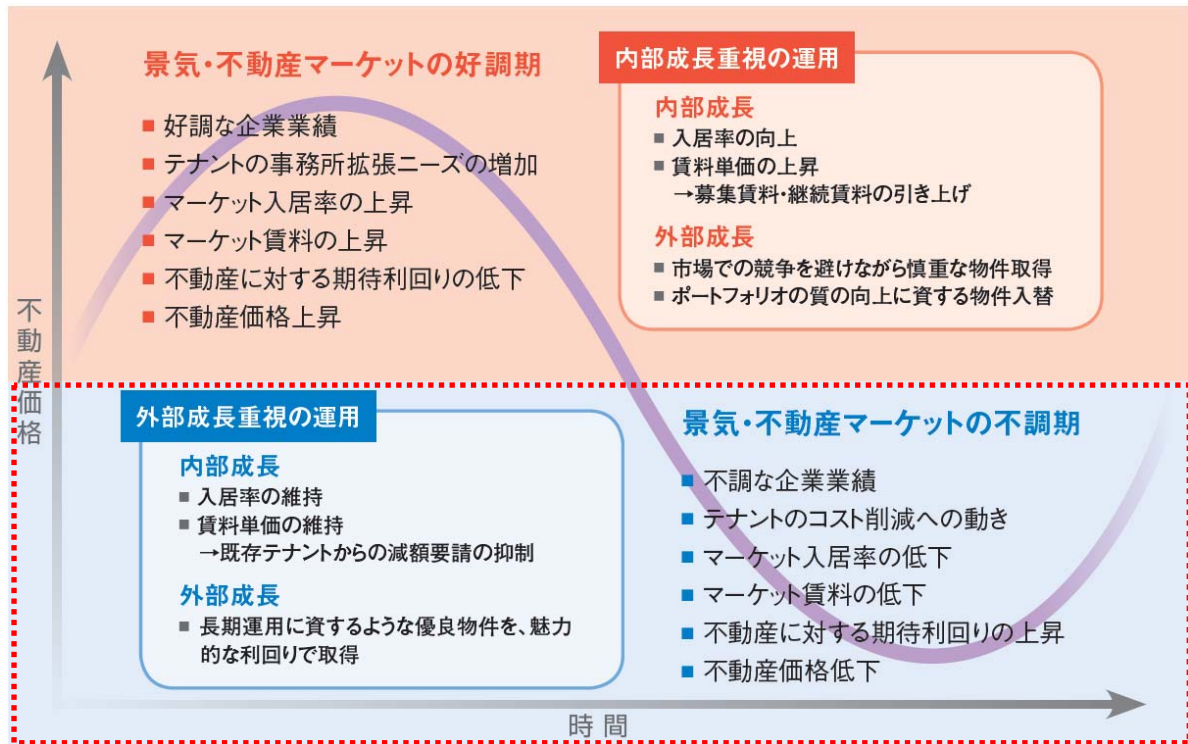 景気・不動産マーケットの好調期
■ 好調な企業業績
■ テナントの事務所拡張ニーズの増加
■ マーケット入居率の上昇
■ マーケット賃料の上昇
■ 不動産に対する期待利回りの低下
■ 不動産価格上昇
内部成長重視の運用
内部成長
■ 入居率の向上
■ 賃料単価の上昇
→募集賃料・継続賃料の引き上げ
外部成長
■ 市場での競争を避けながら慎重な物件取得
■ ポートフォリオの質の向上に資する物件入替
不動産価格
外部成長重視の運用
内部成長
■ 入居率の維持
■ 賃料単価の維持
→既存テナントからの減額要請の抑制
外部成長
■ 長期運用に資するような優良物件を、魅力
的な利回りで取得
景気・不動産マーケットの不調期
■ 不調な企業業績
■ テナントのコスト削減への動き
■ マーケット入居率の低下
■ マーケット賃料の低下
■ 不動産に対する期待利回りの上昇
■ 不動産価格低下
時間